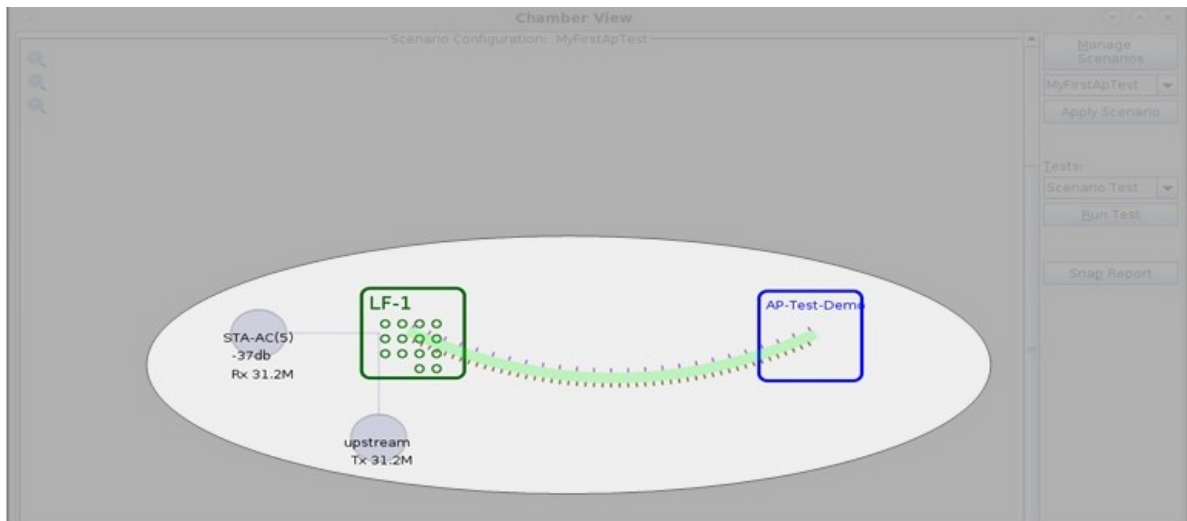 Chamber View
Scenario Configuration: MyFirstApTest
Manage
Scenarios
MyFirstApTest
Apply Scenario
Tests:
Scenario Test
Run Test
Snap Report
LF-1
AP-Test-Demo
STA-AC(5)
-37db
Rx 31.2M
upstream
Tx 31.2M